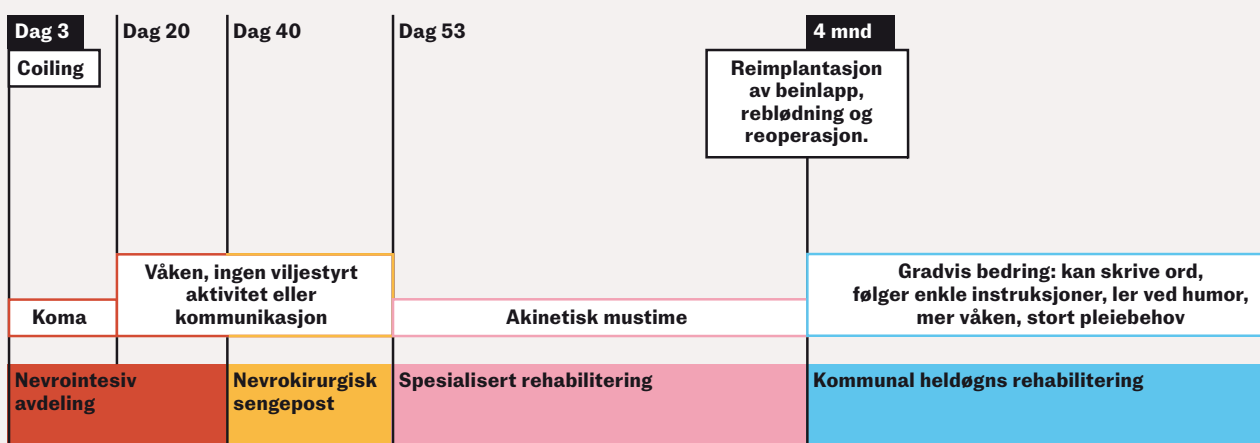 Dag 3
Dag 20
Dag 40
Dag 53
4 mnd
Coiling
Reimplantasjon
av beinlapp,
reblødning og
reoperasjon.
Koma
Våken, ingen viljestyrt
aktivitet eller
kommunikasjon
Akinetisk mustime
Gradvis bedring: kan skrive ord,
følger enkle instruksjoner, ler ved humor,
mer våken, stort pleiebehov
Nevrointesiv
avdeling
Nevrokirurgisk
sengepost
Spesialisert rehabilitering
Kommunal heldøgns rehabilitering